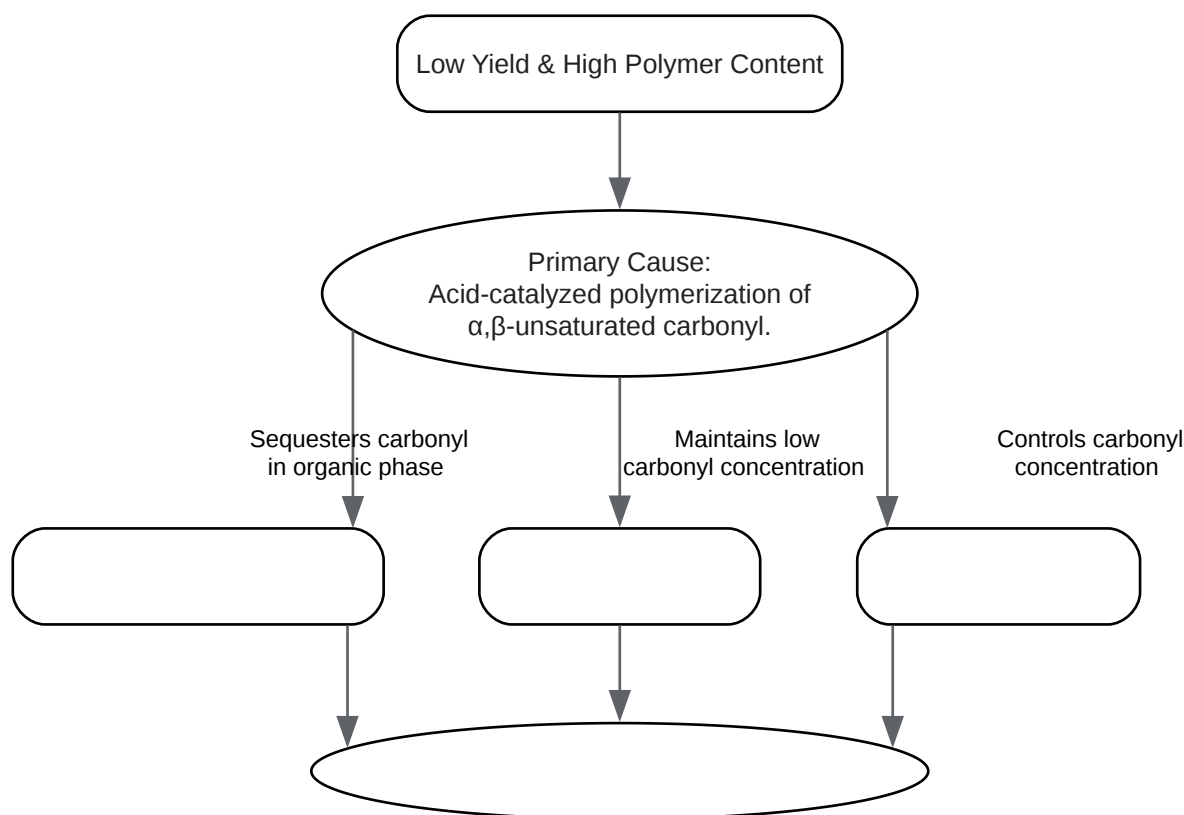 Low Yield & High Polymer Content
Primary Cause:
Acid-catalyzed polymerization of
α,β-unsaturated carbonyl.
Sequesters carbonyl
in organic phase
Maintains low
carbonyl concentration
Controls carbonyl
concentration